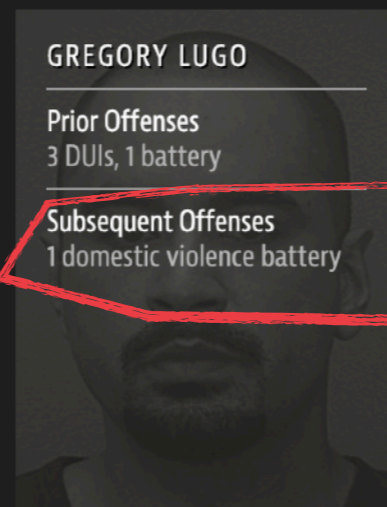 GREGORY LUGO
Prior Offenses
3 DUIs, 1 battery
Subsequent Offenses
1 domestic violence battery